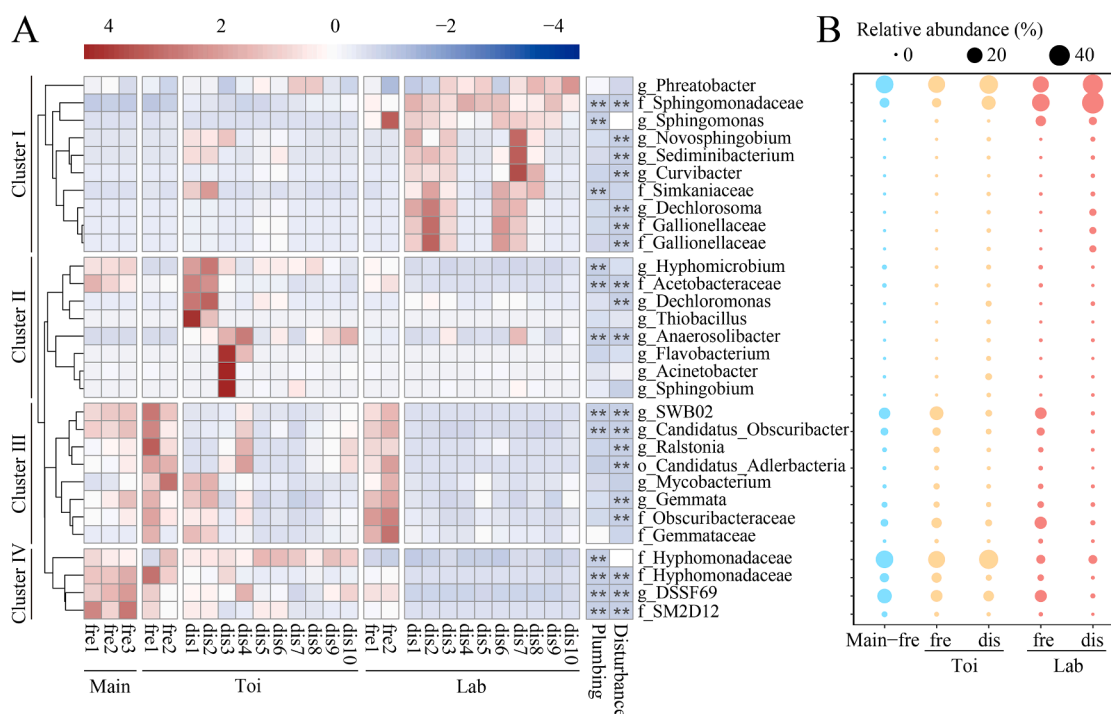 A
4 2 0 −2 −4
B
Relative abundance (%)
0 20 40
Cluster I
g_Phreatobacter
f_Sphingomonadaceae
** **
g_Sphingomonas
**
g_Novosphingobium
**
g_Sediminibacterium
**
g_Curvibacter
**
f_Simkaniaceae
**
g_Dechlorosoma
**
f_Gallionellaceae
**
f_Gallionellaceae
**
Cluster II
g_Hyphomicrobium
**
f_Acetobacteraceae
** **
g_Dechloromonas
**
g_Thiobacillus
g_Anaerosolibacter
** **
g_Flavobacterium
g_Acinetobacter
g_Sphingobium
Cluster III
g_SWB02
** **
g_Candidatus_Obscuribacter
** **
g_Ralstonia
**
o_Candidatus_Adlerbacteria
**
g_Mycobacterium
g_Gemmata
**
f_Obscuribacteraceae
**
f_Gemmataceae
Cluster IV
f_Hyphomonadaceae
**
f_Hyphomonadaceae
** **
g_DSSF69
** **
f_SM2D12
** **
fre1 fre2 fre3 fre1 fre2 dis1 dis2 dis3 dis4 dis5 dis6 dis7 dis8 dis9 dis10 fre1 fre2 dis1 dis2 dis3 dis4 dis5 dis6 dis7 dis8 dis9 dis10 Plumbing Disturbance
Main Toi Lab
Main−fre fre dis fre dis
Toi Lab